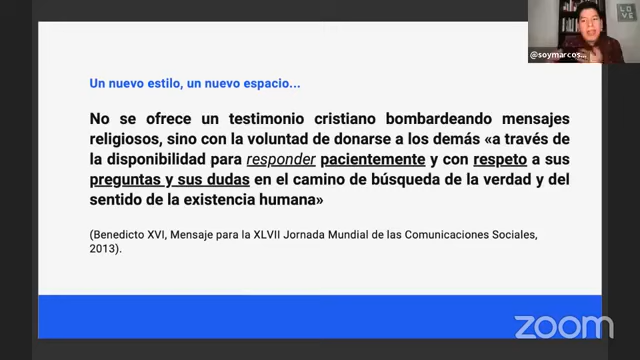 Un nuevo estilo, un nuevo espacio...
No se ofrece un testimonio cristiano bombardeando mensajes
religiosos, sino con la voluntad de donarse a los demás «a través de
la disponibilidad para responder pacientemente y con respeto a sus
preguntas y sus dudas en el camino de búsqueda de la verdad y del
sentido de la existencia humana»
(Benedicto XVI, Mensaje para la XLVII Jornada Mundial de las Comunicaciones Sociales,
2013).
LO
VE
@soymarcos...
zoom